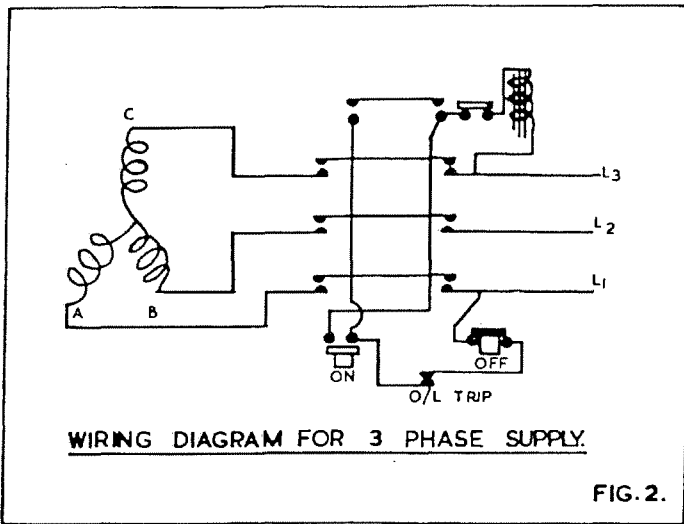 C
L3
L2
L1
A
B
ON
OFF
O/L TRIP
WIRING DIAGRAM FOR 3 PHASE SUPPLY.
FIG. 2.